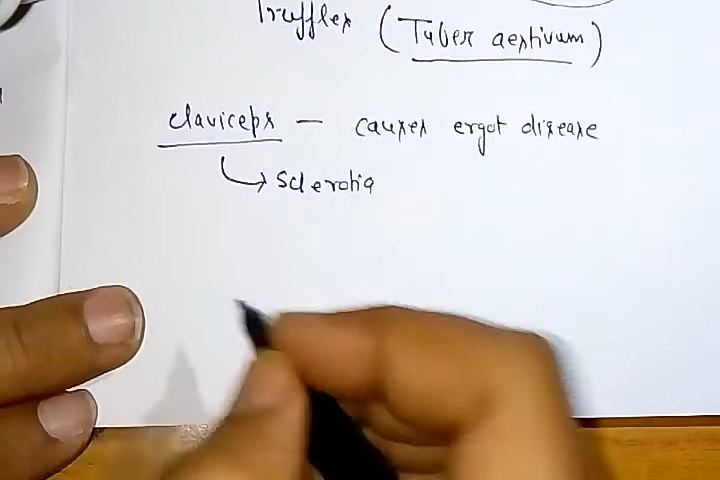 Truffles (Tuber aestivum)
claviceps — causes ergot disease
↳ Sclerotia